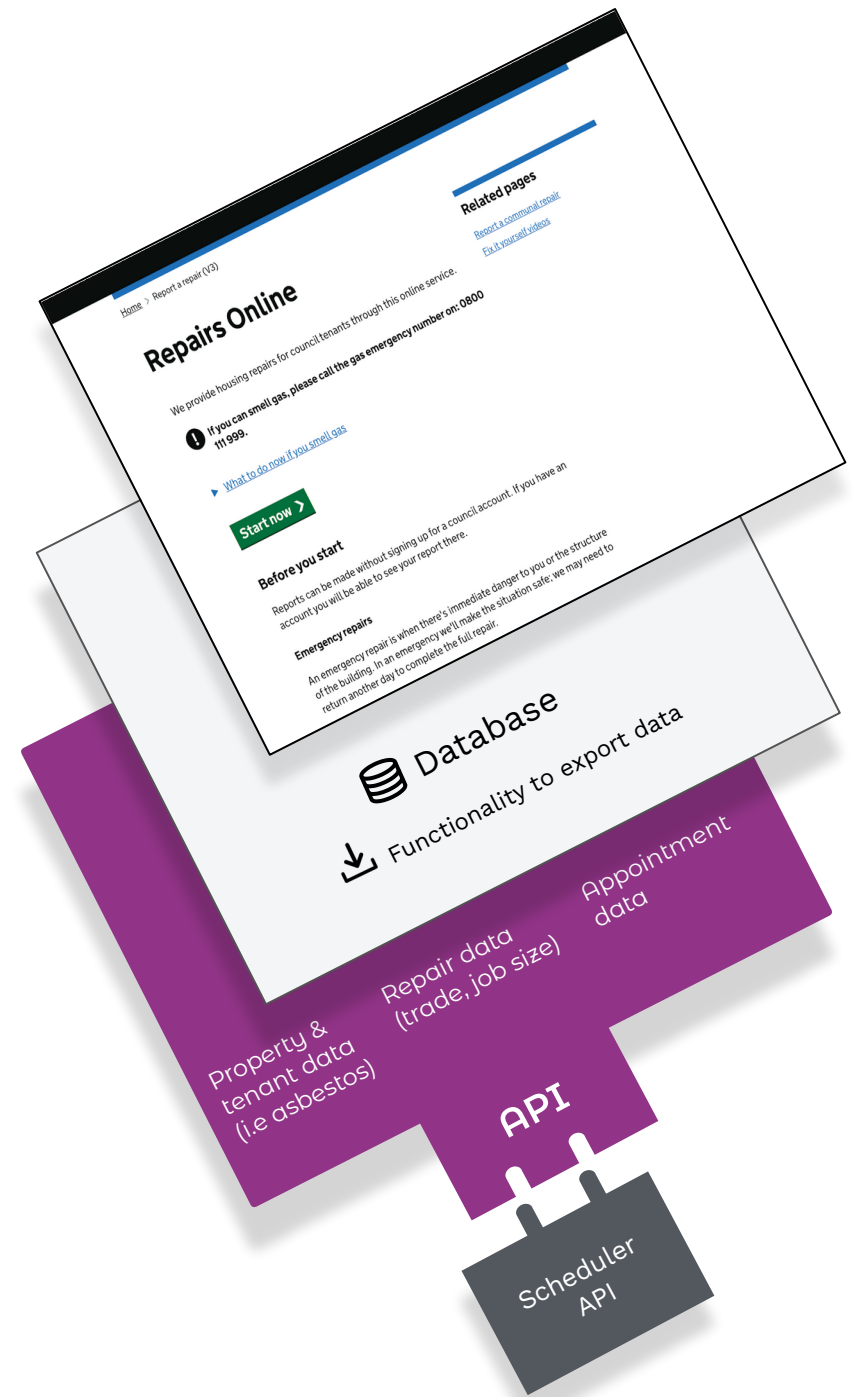 Home > Report a repair (V3)
Repairs Online
We provide housing repairs for council tenants through this online service.
! If you can smell gas, please call the gas emergency number on: 0800
111 999.
What to do now if you smell gas
Start now
Before you start
Reports can be made without signing up for a council account. If you have an
account you will be able to see your report there.
Emergency repairs
An emergency repair is when there's immediate danger to you or the structure
of the building. In an emergency we'll make the situation safe: we may need to
return another day to complete the full repair.
Related pages
Report a communal repair
Fix it yourself videos
Database
Functionality to export data
Property &
tenant data
(i.e asbestos)
Repair data
(trade, job size)
Appointment
data
API
Scheduler
API